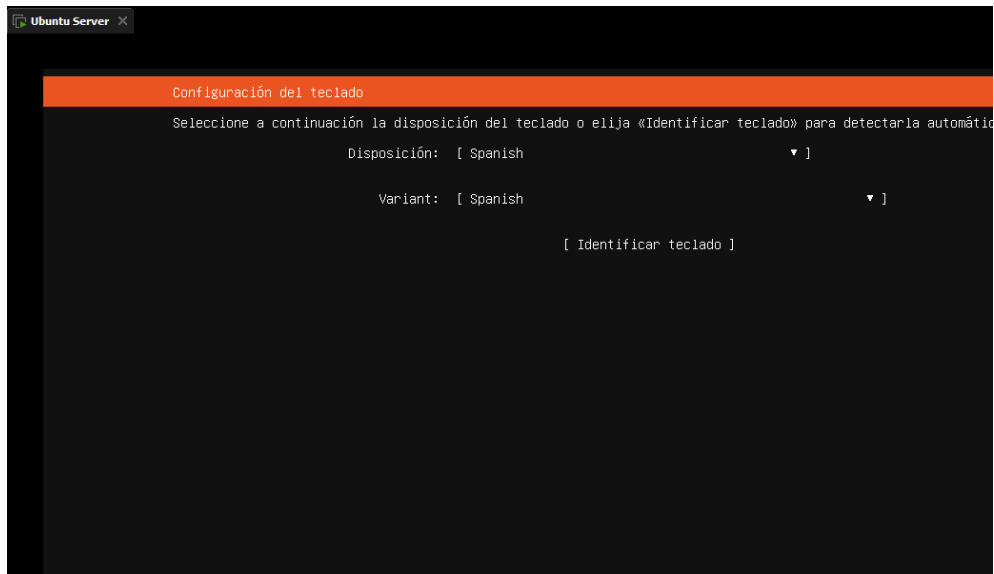 Ubuntu Server
Configuración del teclado
Seleccione a continuación la disposición del teclado o elija «Identificar teclado» para detectarla automátic
Disposición: [ Spanish ▾ ]
Variant: [ Spanish ▾ ]
[ Identificar teclado ]